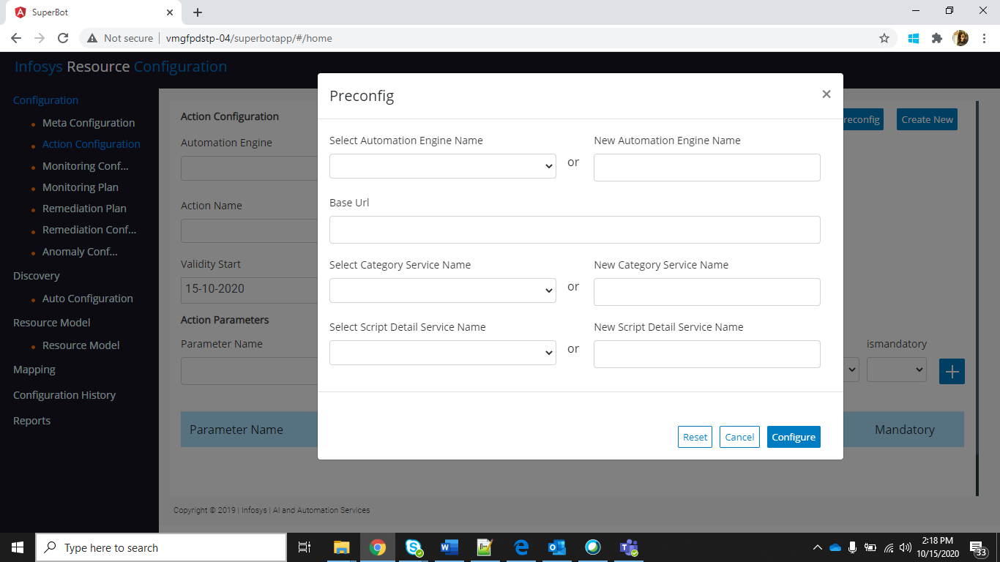 SuperBot
Not secure
vmgfpdstp-04/superbotapp/#/home
Infosys Resource Configuration
Configuration
Meta Configuration
Action Configuration
Monitoring Conf...
Monitoring Plan
Remediation Plan
Remediation Conf...
Anomaly Conf...
Discovery
Auto Configuration
Resource Model
Resource Model
Mapping
Configuration History
Reports
Action Configuration
reconfig
Create New
Automation Engine
Action Name
Validity Start
15-10-2020
Action Parameters
Parameter Name
ismandatory
Parameter Name
Mandatory
Preconfig
Select Automation Engine Name
or
New Automation Engine Name
Base Url
Select Category Service Name
or
New Category Service Name
Select Script Detail Service Name
or
New Script Detail Service Name
Reset
Cancel
Configure
Copyright © 2019 | Infosys | AI and Automation Services
Type here to search
2:18 PM
10/15/2020
33